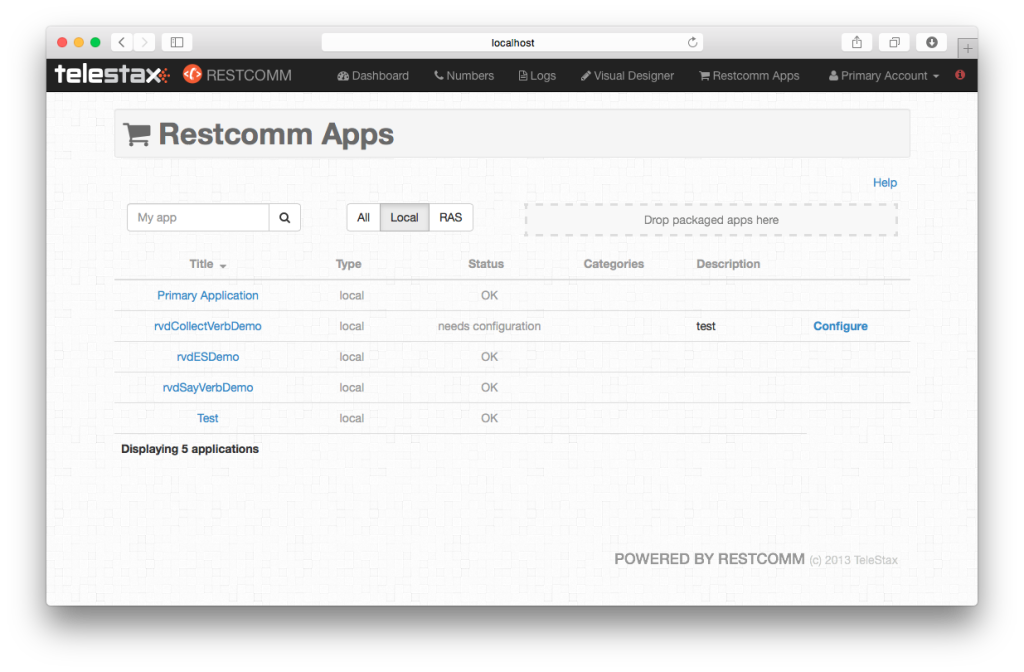 localhost
telestax RESTCOMM Dashboard Numbers Logs Visual Designer Restcomm Apps Primary Account
Restcomm Apps
Help
My app All Local RAS Drop packaged apps here
Title Type Status Categories Description
Primary Application local OK
rvdCollectVerbDemo local needs configuration test Configure
rvdESDemo local OK
rvdSayVerbDemo local OK
Test local OK
Displaying 5 applications
POWERED BY RESTCOMM (c) 2013 TeleStax